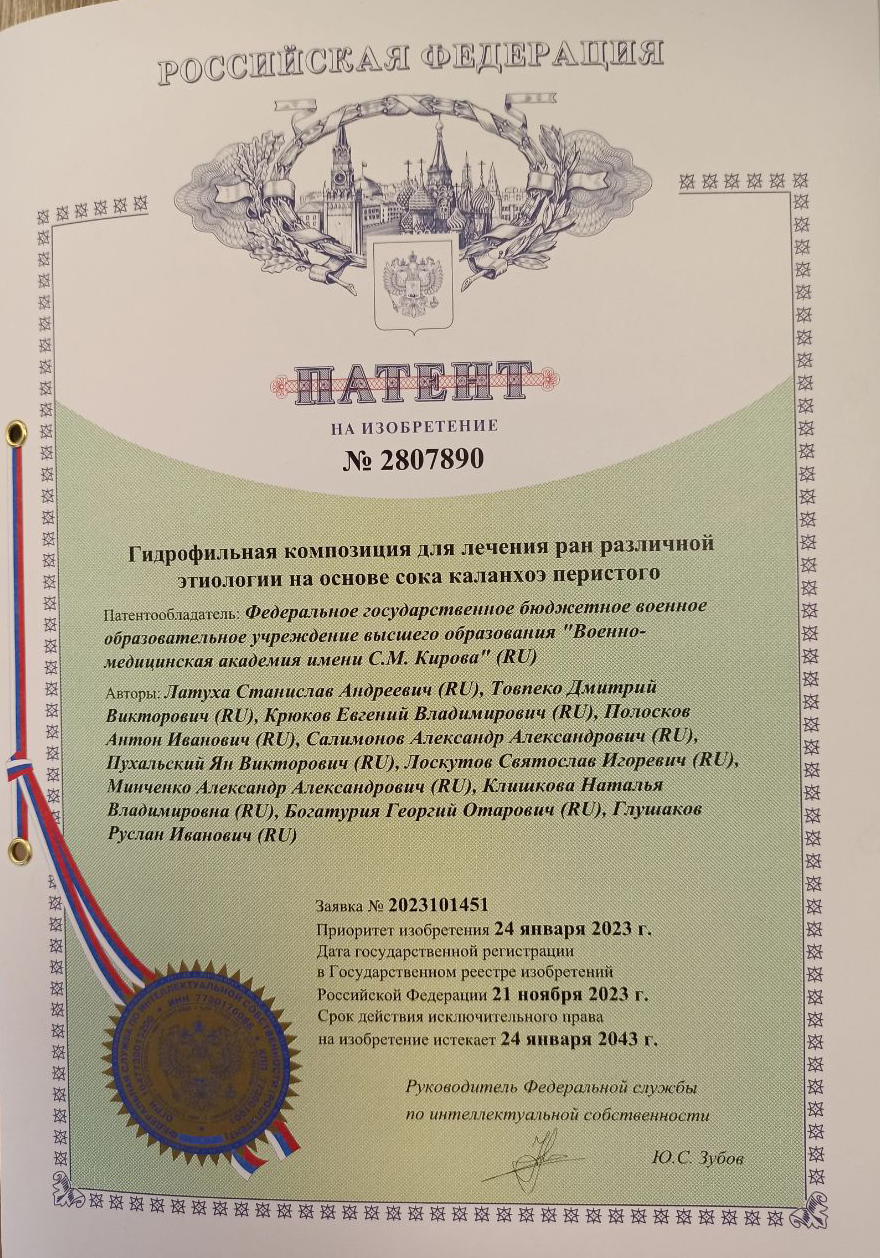 РОССИЙСКАЯ ФЕДЕРАЦИЯ
ПАТЕНТ
НА ИЗОБРЕТЕНИЕ
№ 2807890
Гидрофильная композиция для лечения ран различной
этиологии на основе сока каланхоэ перистого
Патентообладатель: Федеральное государственное бюджетное военное
образовательное учреждение высшего образования "Военно-
медицинская академия имени С.М. Кирова" (RU)
Авторы: Латуха Станислав Андреевич (RU), Товпеко Дмитрий
Викторович (RU), Крюков Евгений Владимирович (RU), Полосков
Антон Иванович (RU), Салимонов Александр Александрович (RU),
Пухальский Ян Викторович (RU), Лоскутов Святослав Игоревич (RU),
Минченко Александр Александрович (RU), Клишкова Наталья
Владимировна (RU), Богатурия Георгий Отарович (RU), Глушаков
Руслан Иванович (RU)
Заявка № 2023101451
Приоритет изобретения 24 января 2023 г.
Дата государственной регистрации
в Государственном реестре изобретений
Российской Федерации 21 ноября 2023 г.
Срок действия исключительного права
на изобретение истекает 24 января 2043 г.
Руководитель Федеральной службы
по интеллектуальной собственности
Ю.С. Зубов
ПО ИНТЕЛЛЕКТУАЛЬНОЙ СОБСТВЕННОСТИ